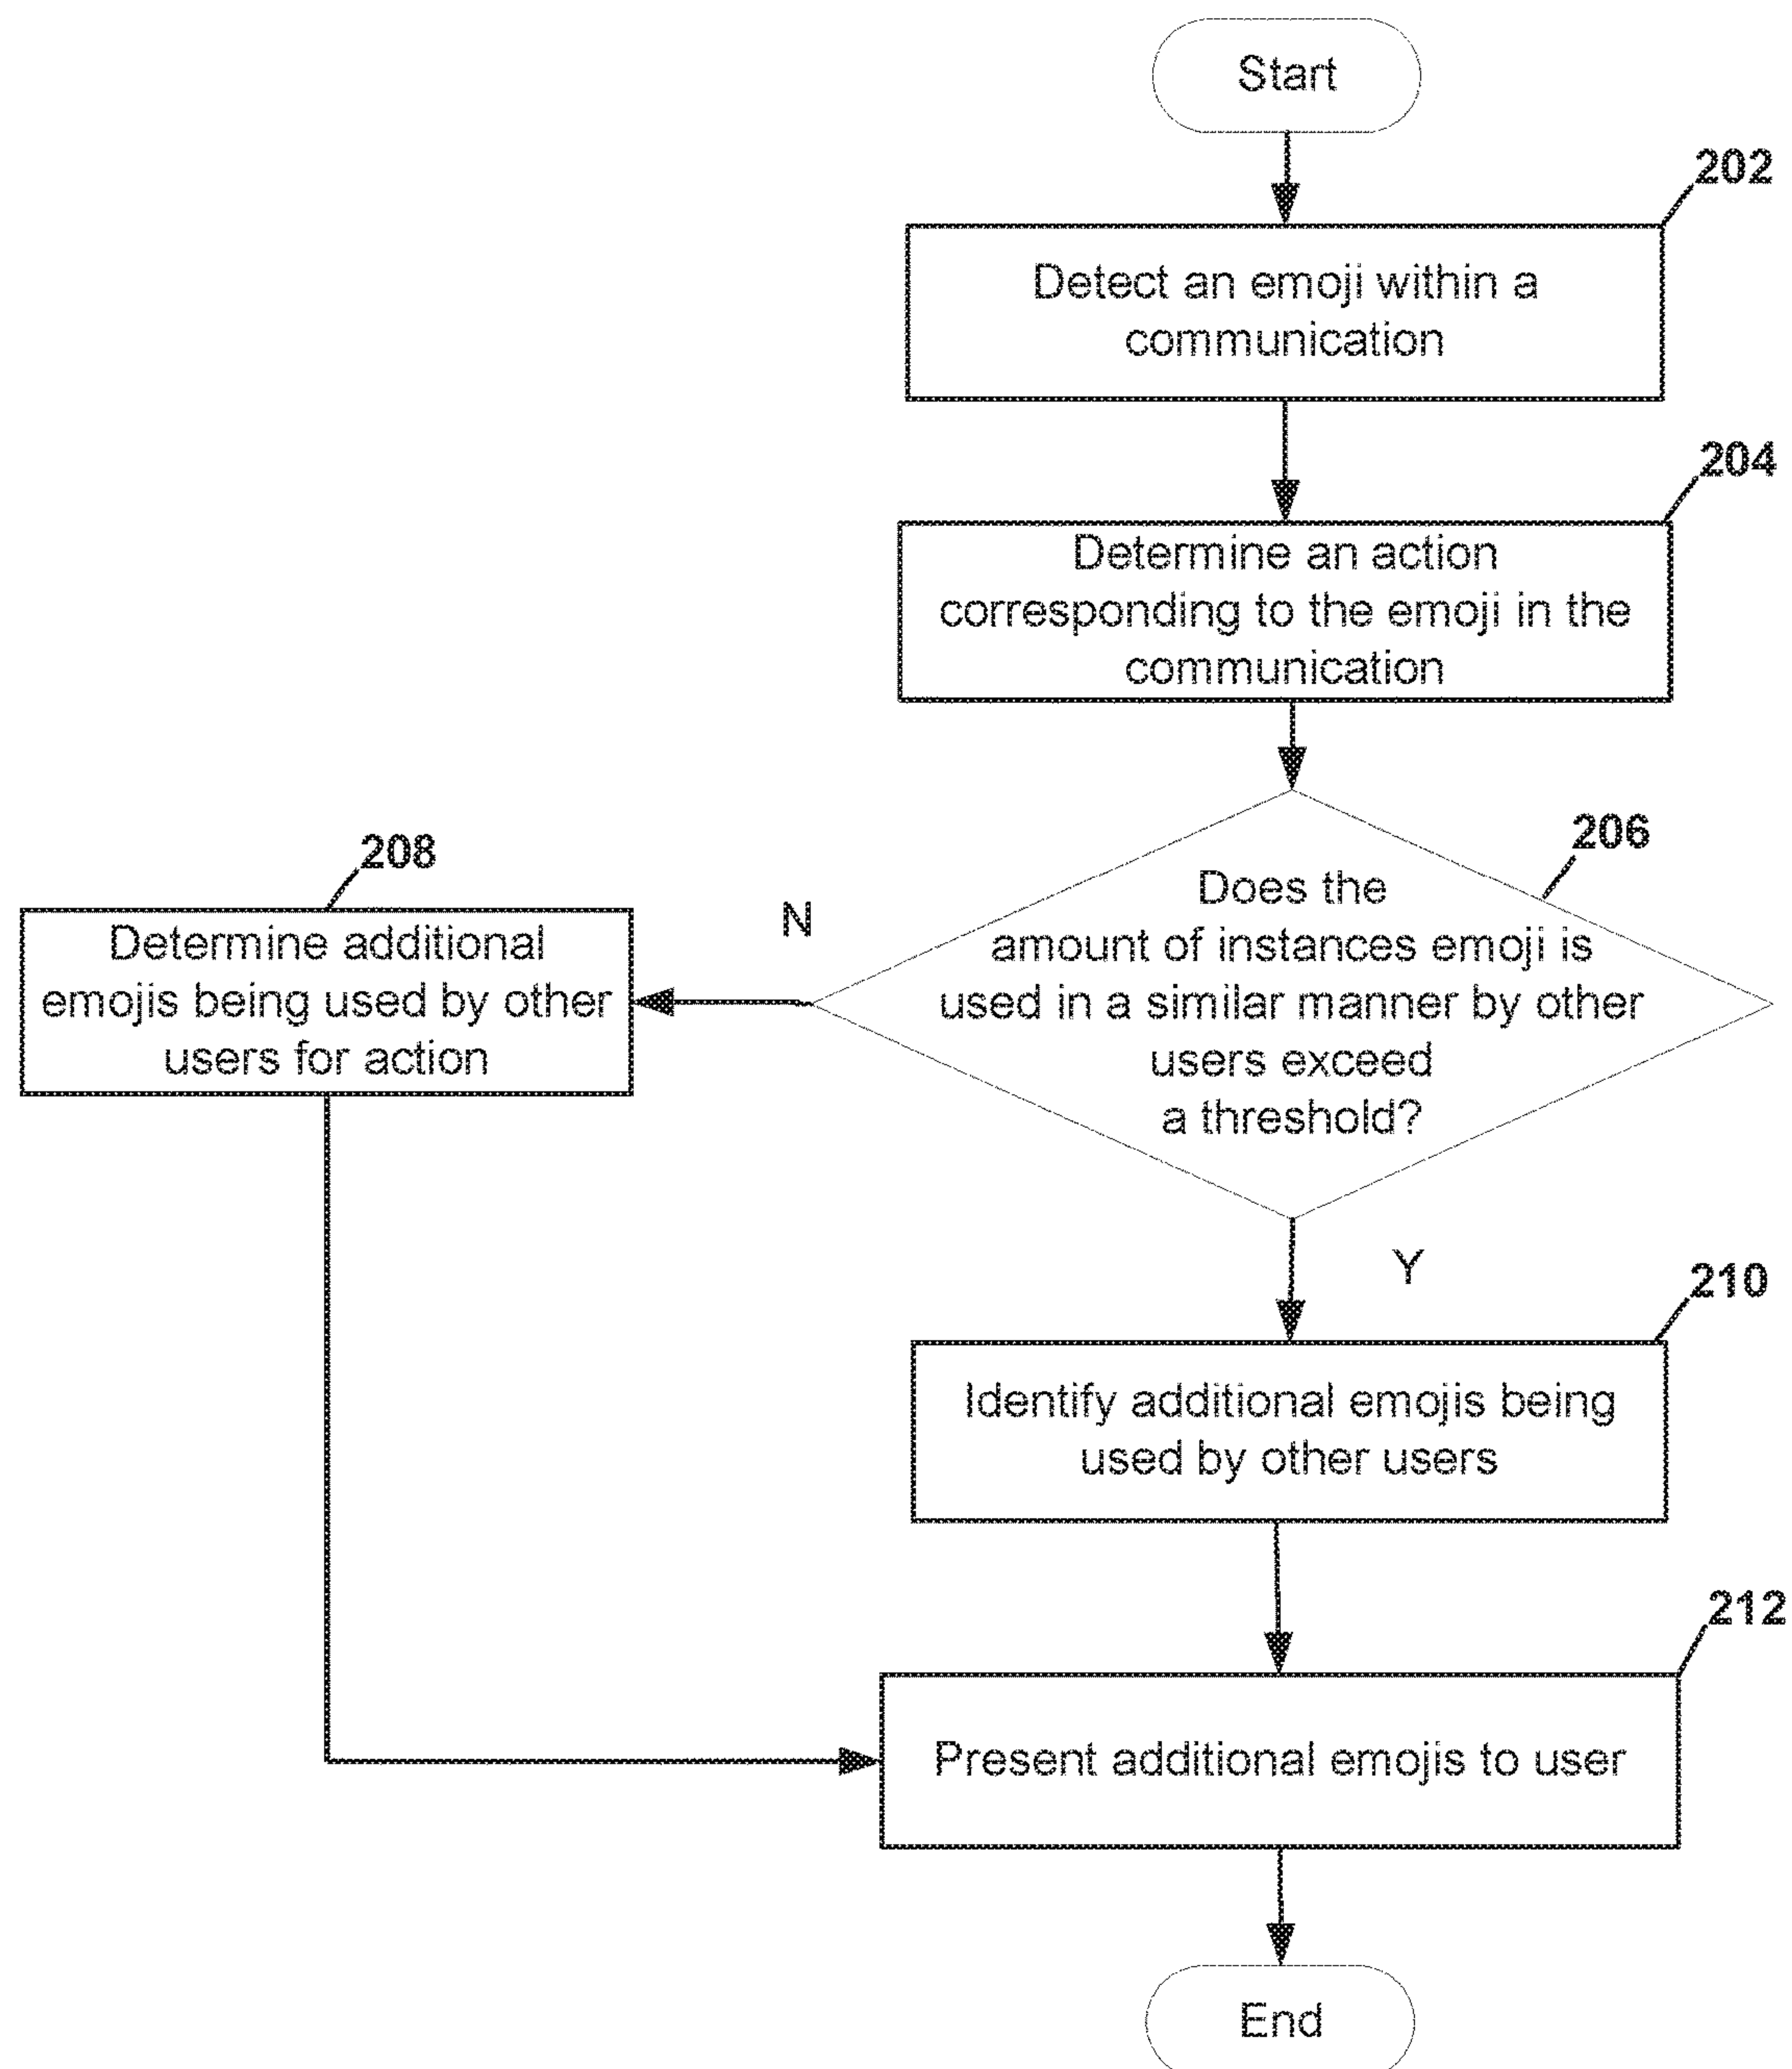 Start
202
Detect an emoji within a
communication
204
Determine an action
corresponding to the emoji in the
communication
206
Does the
amount of instances emoji is
used in a similar manner by other
users exceed
a threshold?
N
208
Determine additional
emojis being used by other
users for action
Y
210
Identify additional emojis being
used by other users
212
Present additional emojis to user
End